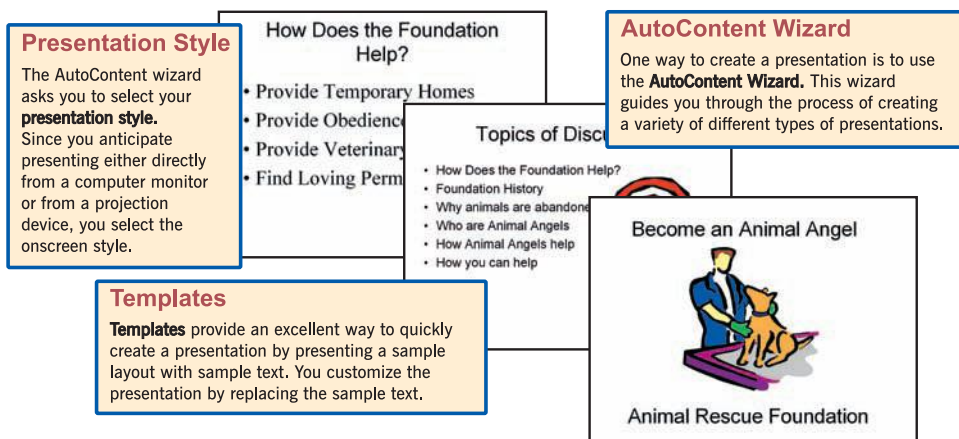 Presentation Style
The AutoContent wizard
asks you to select your
presentation style.
Since you anticipate
presenting either directly
from a computer monitor
or from a projection
device, you select the
onscreen style.
How Does the Foundation
Help?
• Provide Temporary Homes
• Provide Obedience
• Provide Veterinary
• Find Loving Perm
AutoContent Wizard
One way to create a presentation is to use
the AutoContent Wizard. This wizard
guides you through the process of creating
a variety of different types of presentations.
Topics of Discu
• How Does the Foundation Help?
• Foundation History
• Why animals are abandone
• Who are Animal Angels
• How Animal Angels help
• How you can help
Templates
Templates provide an excellent way to quickly
create a presentation by presenting a sample
layout with sample text. You customize the
presentation by replacing the sample text.
Become an Animal Angel
Animal Rescue Foundation